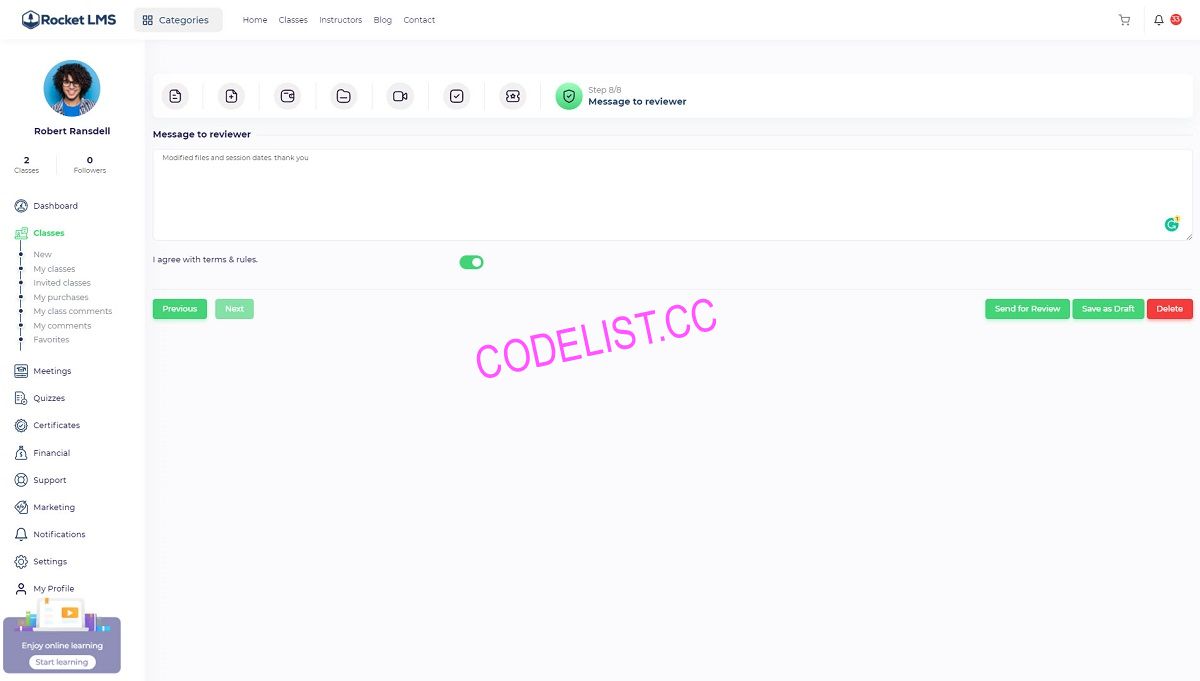 Rocket LMS
Categories
Home
Classes
Instructors
Blog
Contact
33
Robert Ransdell
2
Classes
0
Followers
Dashboard
Classes
New
My classes
Invited classes
My purchases
My class comments
My comments
Favorites
Meetings
Quizzes
Certificates
Financial
Support
Marketing
Notifications
Settings
My Profile
Enjoy online learning
Start learning
Step 8/8
Message to reviewer
Message to reviewer
Modified files and session dates. thank you
1
I agree with terms & rules.
Previous
Next
Send for Review
Save as Draft
Delete
CODELIST.CC